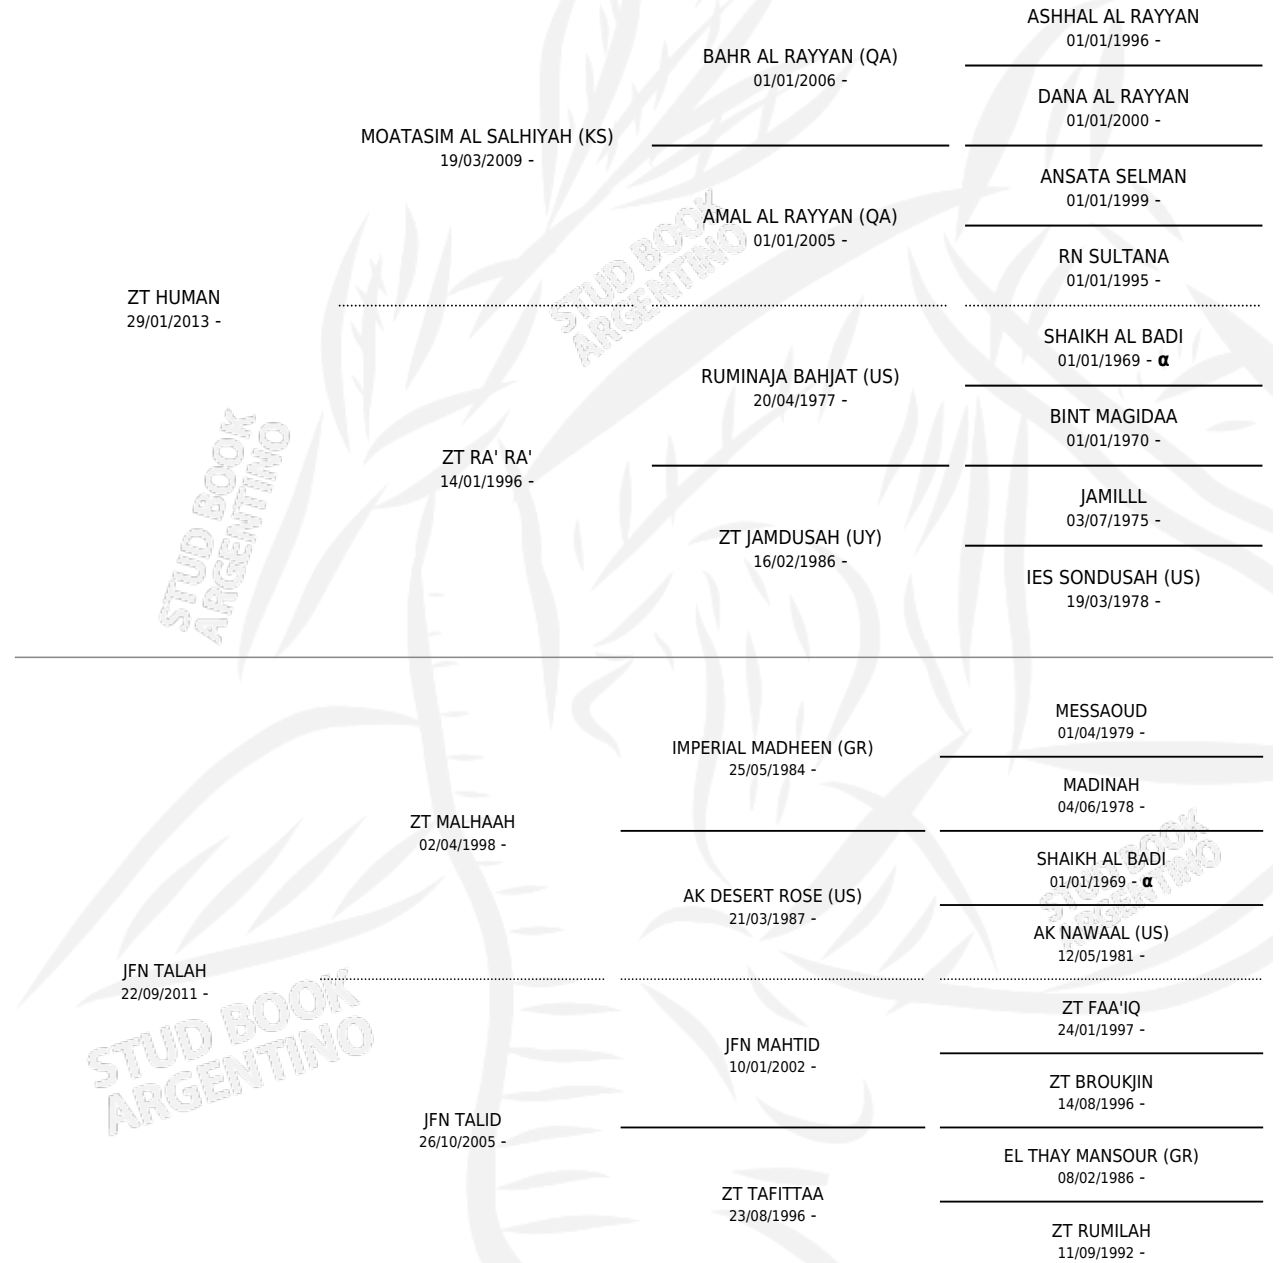 ASHHAL AL RAYYAN
01/01/1996 -
BAHR AL RAYYAN (QA)
01/01/2006 -
DANA AL RAYYAN
01/01/2000 -
MOATASIM AL SALHIYAH (KS)
19/03/2009 -
ANSATA SELMAN
01/01/1999 -
AMAL AL RAYYAN (QA)
01/01/2005 -
RN SULTANA
01/01/1995 -
ZT HUMAN
29/01/2013 -
SHAIKH AL BADI
01/01/1969 - α
RUMINAJA BAHJAT (US)
20/04/1977 -
BINT MAGIDAA
01/01/1970 -
ZT RA' RA'
14/01/1996 -
JAMILLL
03/07/1975 -
ZT JAMDUSAH (UY)
16/02/1986 -
IES SONDUSAH (US)
19/03/1978 -
MESSAOUD
01/04/1979 -
IMPERIAL MADHEEN (GR)
25/05/1984 -
MADINAH
04/06/1978 -
ZT MALHAAH
02/04/1998 -
SHAIKH AL BADI
01/01/1969 - α
AK DESERT ROSE (US)
21/03/1987 -
AK NAWAAL (US)
12/05/1981 -
JFN TALAH
22/09/2011 -
ZT FAA'IQ
24/01/1997 -
JFN MAHTID
10/01/2002 -
ZT BROUKJIN
14/08/1996 -
JFN TALID
26/10/2005 -
EL THAY MANSOUR (GR)
08/02/1986 -
ZT TAFITTAA
23/08/1996 -
ZT RUMILAH
11/09/1992 -
STUD BOOK
ARGENTINO
STUD BOOK
ARGENTINO
STUD BOOK
ARGENTINO
STUD BOOK
ARGENTINO